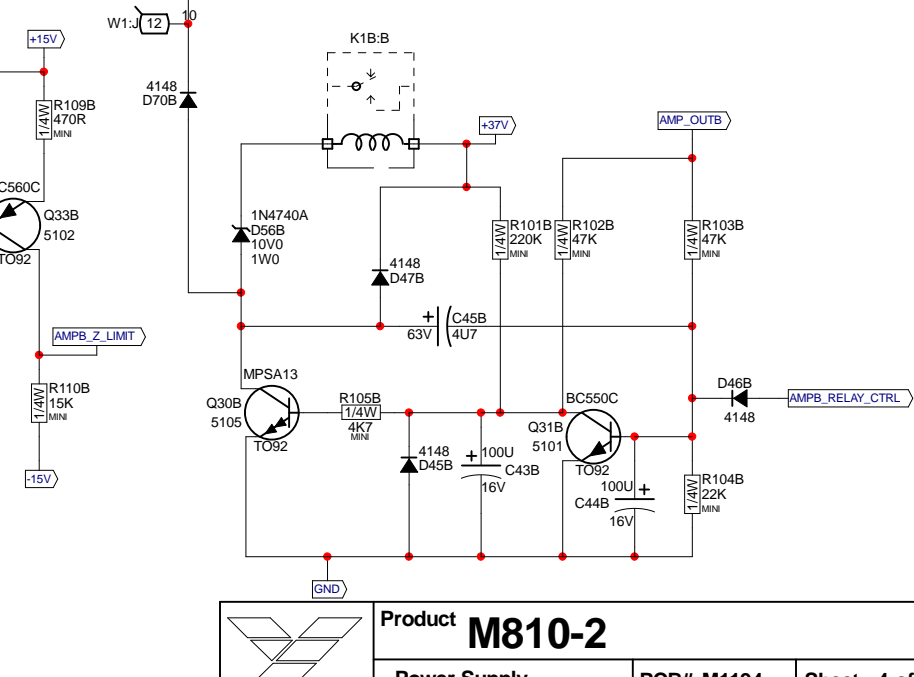 W1:J
12
10
+15V
K1B:B
4148
D70B
R109B
470R
1/4W
MINI
+37V
AMP_OUTB
C560C
Q33B
5102
TO92
1N4740A
D56B
10V0
1W0
R101B
220K
1/4W
MINI
R102B
47K
1/4W
MINI
R103B
47K
1/4W
MINI
4148
D47B
+
63V
C45B
4U7
AMPB_Z_LIMIT
MPSA13
Q30B
5105
TO92
R105B
1/4W
4K7
MINI
BC550C
Q31B
5101
TO92
D46B
4148
AMPB_RELAY_CTRL
R110B
15K
1/4W
MINI
-15V
4148
D45B
+
100U
C43B
16V
100U
+
C44B
16V
R104B
22K
1/4W
MINI
GND
Product M810-2